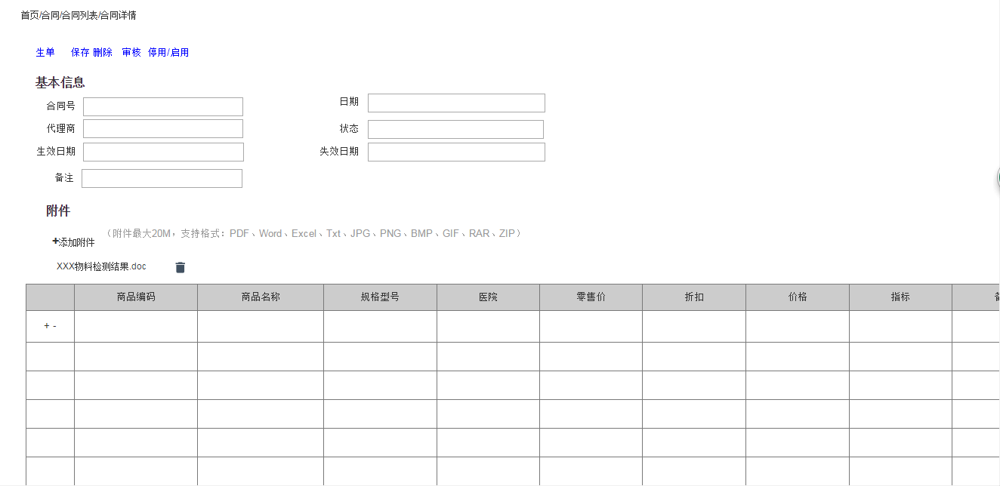 首页/合同/合同列表/合同详情
生单 保存 删除 审核 停用/启用
基本信息
合同号 日期
代理商 状态
生效日期 失效日期
备注
附件
+添加附件 （附件最大20M，支持格式：PDF、Word、Excel、Txt、JPG、PNG、BMP、GIF、RAR、ZIP）
XXX物料检测结果.doc
商品编码 商品名称 规格型号 医院 零售价 折扣 价格 指标
+ -